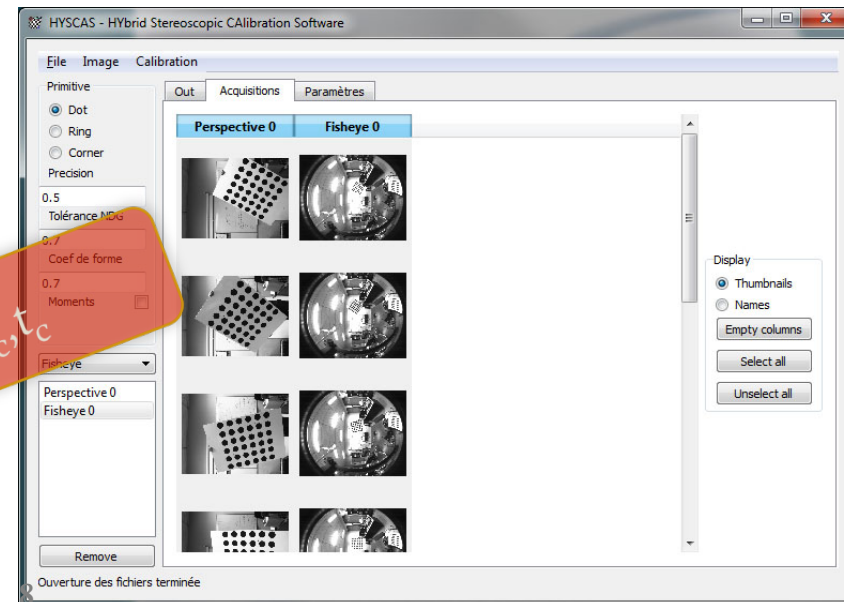 HYSCAS - HYbrid Stereoscopic CAlibration Software
File Image Calibration
Primitive
Dot
Ring
Corner
Precision
0.5
Tolérance NDG
0.7
Coef de forme
0.7
Moments
Fisheye
Perspective 0
Fisheye 0
Remove
Out Acquisitions Paramètres
Perspective 0 Fisheye 0
Display
Thumbnails
Names
Empty columns
Select all
Unselect all
Ouverture des fichiers terminée